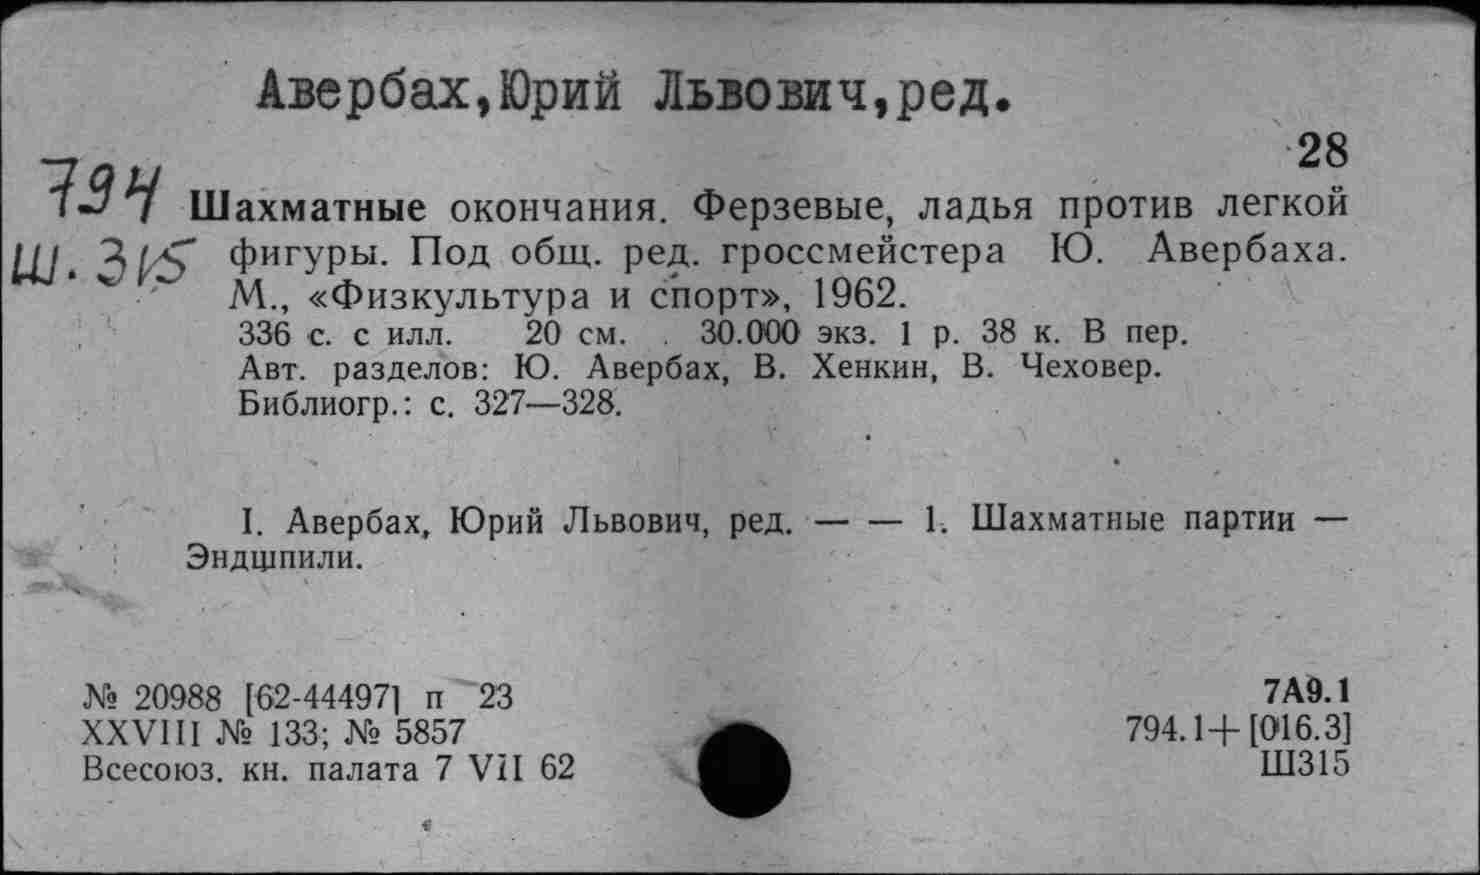 Авербах,Юрий Львович,ред.
28
794
Шахматные окончания. Ферзевые, ладья против легкой
Ш.315
фигуры. Под общ. ред. гроссмейстера Ю. Авербаха.
М., «Физкультура и спорт», 1962.
336 с. с илл. 20 см. 30.000 экз. 1 р. 38 к. В пер.
Авт. разделов: Ю. Авербах, В. Хенкин, В. Чеховер.
Библиогр.: с. 327—328.
I. Авербах, Юрий Львович, ред. — — 1. Шахматные партии —
Эндшпили.
№ 20988 [62-44497] п 23
XXVIII № 133; № 5857
Всесоюз. кн. палата 7 VII 62
7А9.1
794.1+[016.3]
Ш315